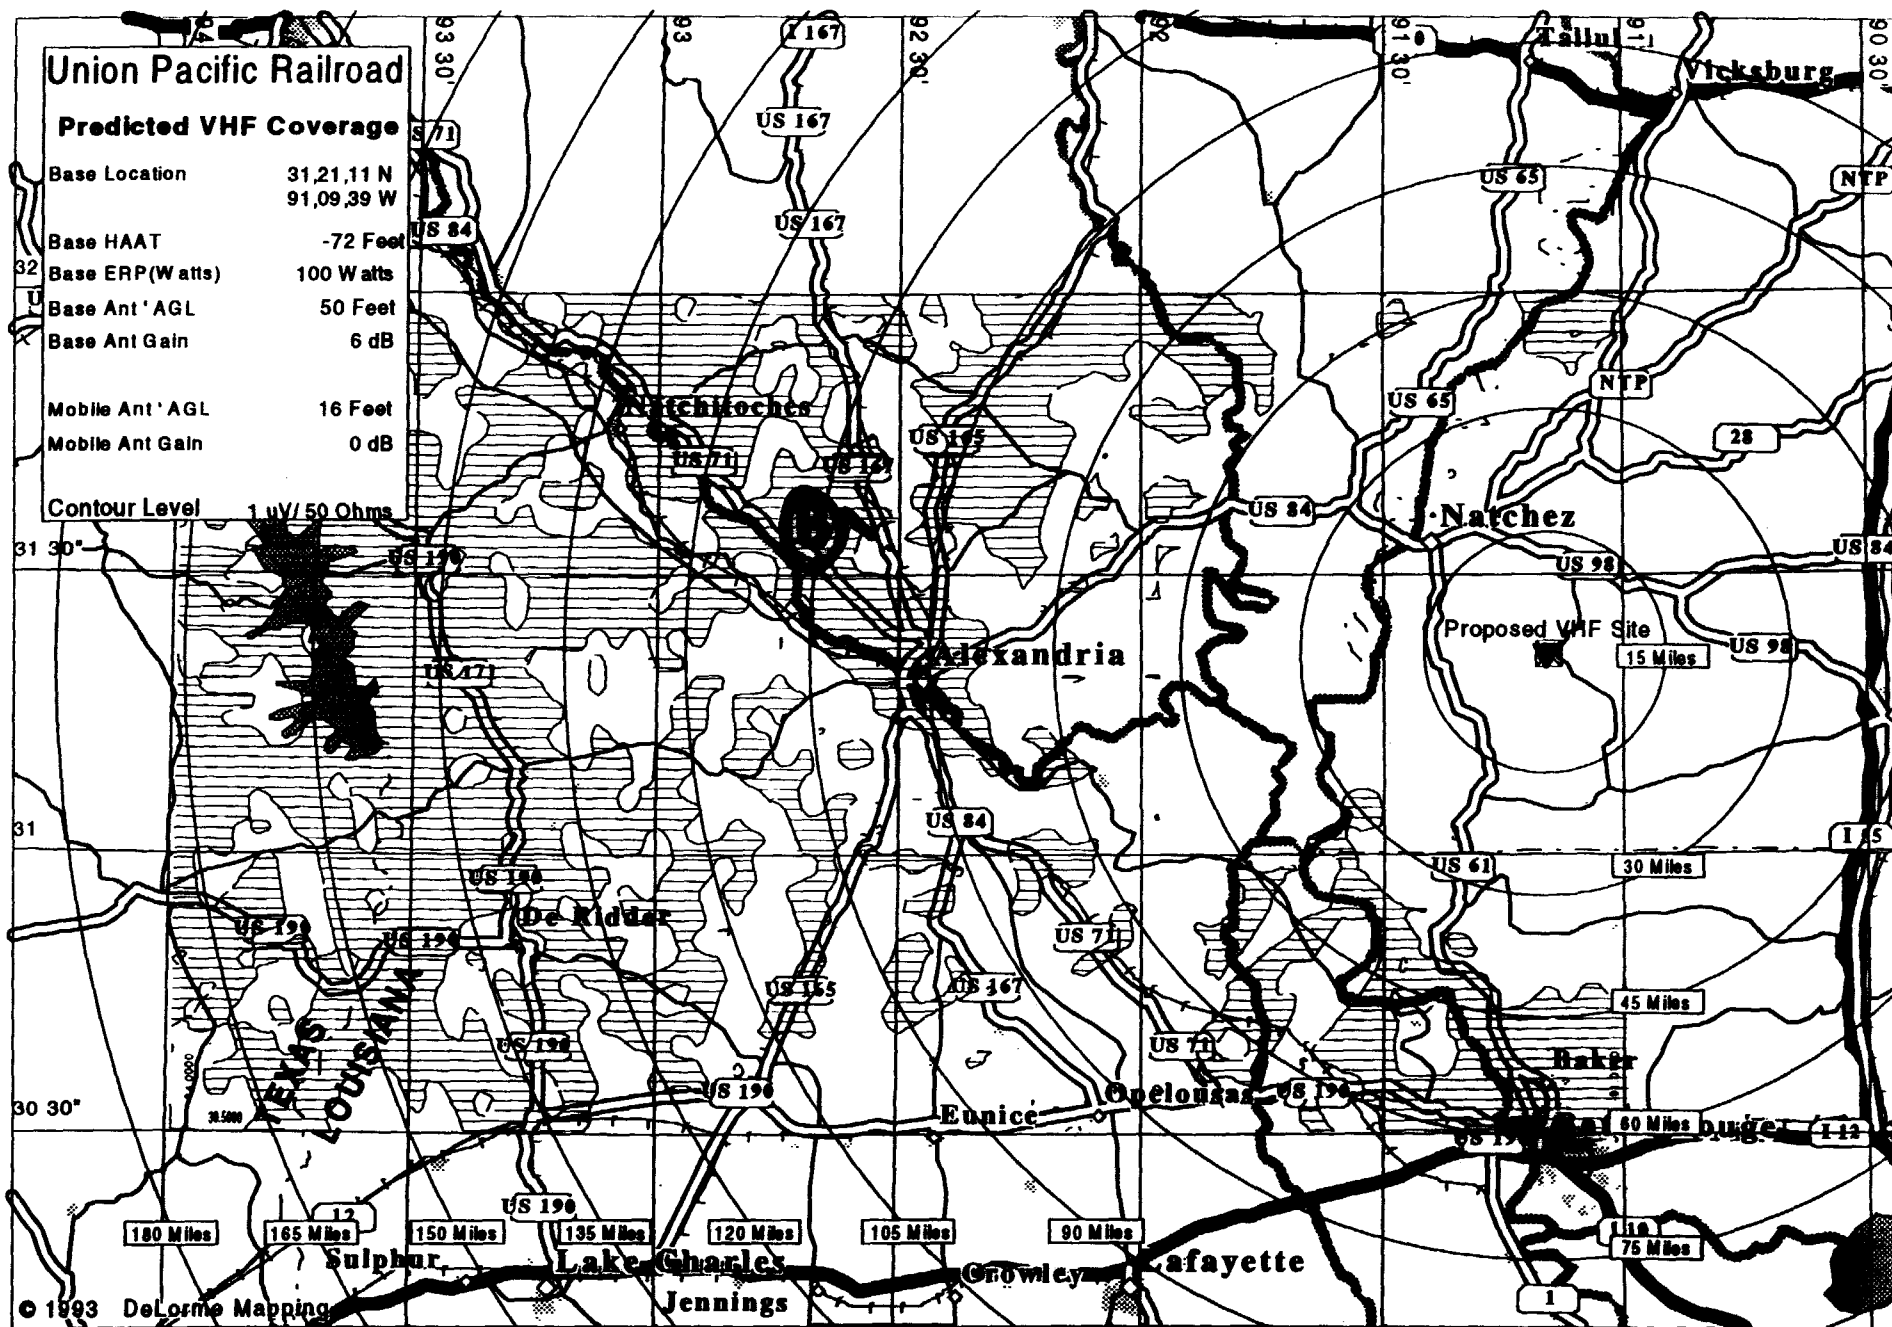 Union Pacific Railroad
Predicted VHF Coverage
Base Location 31,21,11 N
91,09,39 W
Base HAAT -72 Feet
Base ERP(Watts) 100 Watts
Base Ant' AGL 50 Feet
Base Ant Gain 6 dB
Mobile Ant' AGL 16 Feet
Mobile Ant Gain 0 dB
Contour Level 1 uV/ 50 Ohms
94
93 30'
93
92 30'
92
91 30'
91
90 30'
32
31 30"
31
30 30"
I 167
US 167
US 167
US 167
US 84
US 71
US 165
Natchitoches
Vicksburg
US 65
US 65
NTP
NTP
28
US 84
Natchez
US 98
US 84
US 98
Proposed VHF Site
15 Miles
Alexandria
US 190
US 84
US 61
30 Miles
US 190
De Ridder
US 190
US 190
US 71
US 165
US 167
45 Miles
TEXAS
LOUISIANA
US 190
US 71
Baker
30.5000
US 190
Eunice
Opelousas
US 190
60 Miles
I 12
US 190
12
180 Miles
165 Miles
150 Miles
135 Miles
120 Miles
105 Miles
90 Miles
I 10
75 Miles
Sulphur
Lake Charles
Jennings
Crowley
Lafayette
1
© 1993 DeLorme Mapping